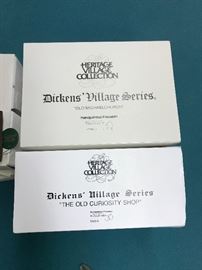 HERITAGE
VILLAGE
COLLECTION
Dickens' Village Series®
"OLD MICHAELCHURCH"
HERITAGE
VILLAGE
COLLECTION
Dickens' Village Series
"THE OLD CURIOSITY SHOP"